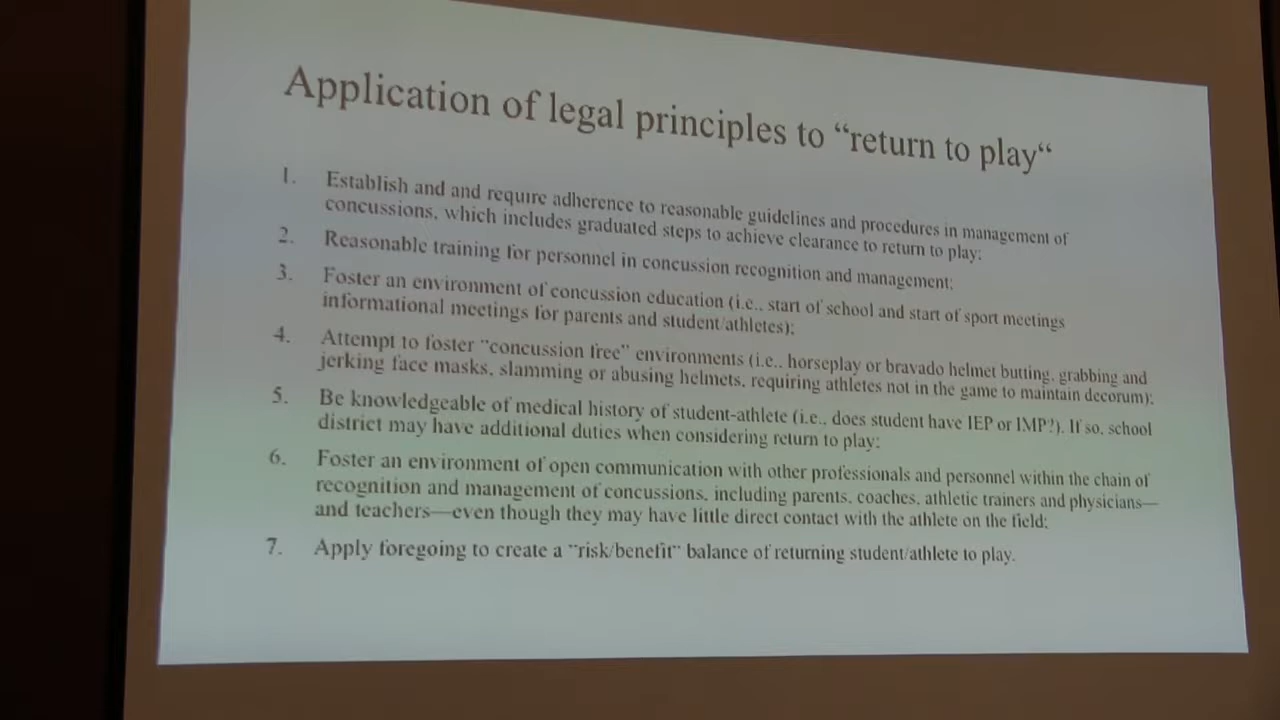 Application of legal principles to “return to play“
1. Establish and and require adherence to reasonable guidelines and procedures in management of
concussions, which includes graduated steps to achieve clearance to return to play;
2. Reasonable training for personnel in concussion recognition and management;
3. Foster an environment of concussion education (i.e.. start of school and start of sport meetings
informational meetings for parents and student/athletes);
4. Attempt to foster “concussion free” environments (i.e.. horseplay or bravado helmet butting, grabbing and
jerking face masks, slamming or abusing helmets, requiring athletes not in the game to maintain decorum);
5. Be knowledgeable of medical history of student-athlete (i.e., does student have IEP or IMP?). If so, school
district may have additional duties when considering return to play;
6. Foster an environment of open communication with other professionals and personnel within the chain of
recognition and management of concussions, including parents, coaches, athletic trainers and physicians—
and teachers—even though they may have little direct contact with the athlete on the field;
7. Apply foregoing to create a “risk/benefit” balance of returning student/athlete to play.